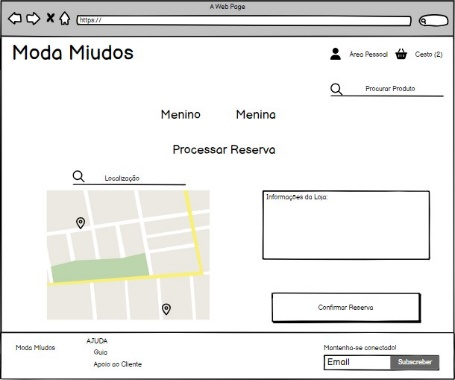 A Web Page
https://
Moda Miudos
Área Pessoal
Cesto (2)
Procurar Produto
Menino
Menina
Processar Reserva
Localização
Informações da Loja:
Confirmar Reserva
Moda Miudos
AJUDA
Guia
Apoio ao Cliente
Mantenha-se conectado!
Email
Subscreber